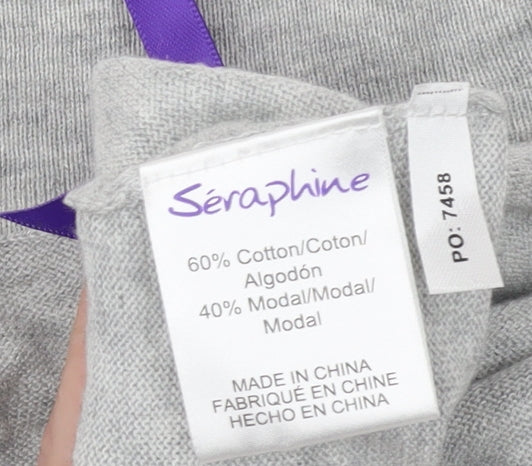 Séraphine
60% Cotton/Coton/
Algodón
40% Modal/Modal/
Modal
MADE IN CHINA
FABRIQUÉ EN CHINE
HECHO EN CHINA
PO: 7458